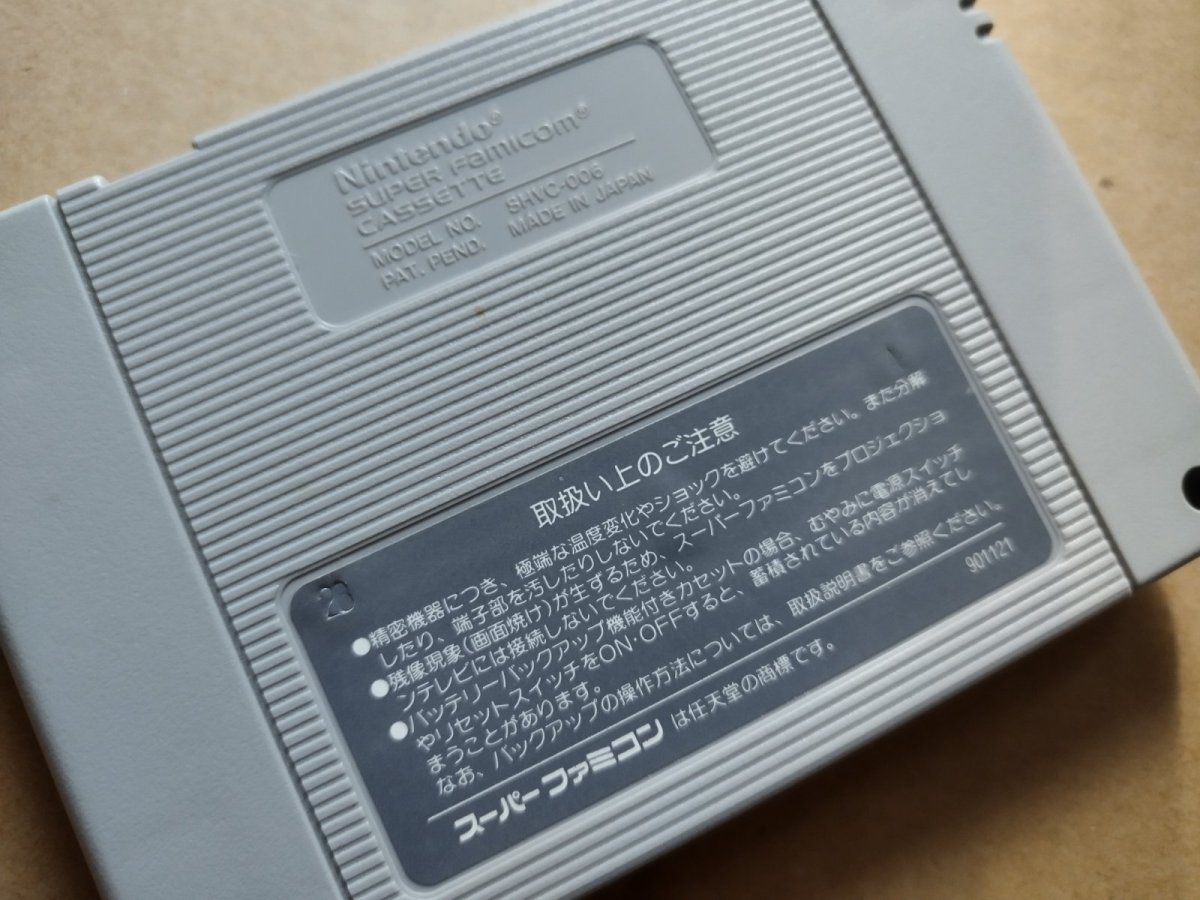 Nintendo®
SUPER FAMICOM®
CASSETTE
MODEL NO. SHVC-006
PAT. PEND. MADE IN JAPAN
23
取扱い上のご注意
●精密機器につき、極端な温度変化やショックを避けてください。また分解
したり、端子部を汚したりしないでください。
●残像現象(画面焼け)が生ずるため、スーパーファミコンをプロジェクショ
ンテレビには接続しないでください。
●バッテリーバックアップ機能付きカセットの場合、むやみに電源スイッチ
やリセットスイッチをON・OFFすると、蓄積されている内容が消えてし
まうことがあります。
なお、バックアップの操作方法については、取扱説明書をご参照ください。
901121
スーパーファミコンは任天堂の商標です。